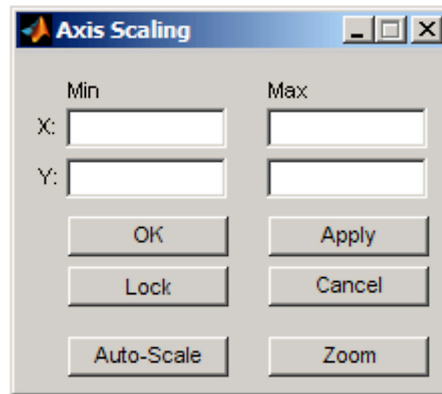 Axis Scaling
Min Max
X:
Y:
OK Apply
Lock Cancel
Auto-Scale Zoom